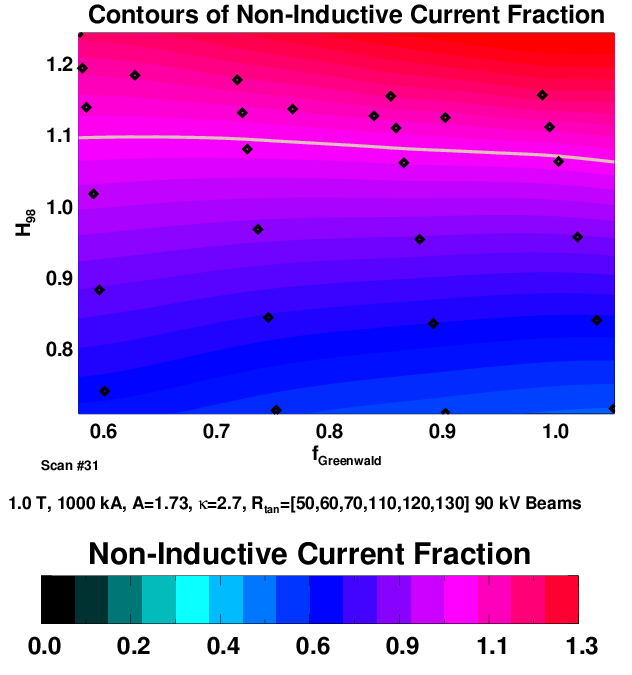 Contours of Non-Inductive Current Fraction
1.2
1.1
1.0
0.9
0.8
H98
0.6 0.7 0.8 0.9 1.0
fGreenwald
Scan #31
1.0 T, 1000 kA, A=1.73, κ=2.7, Rtan=[50,60,70,110,120,130] 90 kV Beams
Non-Inductive Current Fraction
0.0 0.2 0.4 0.6 0.9 1.1 1.3